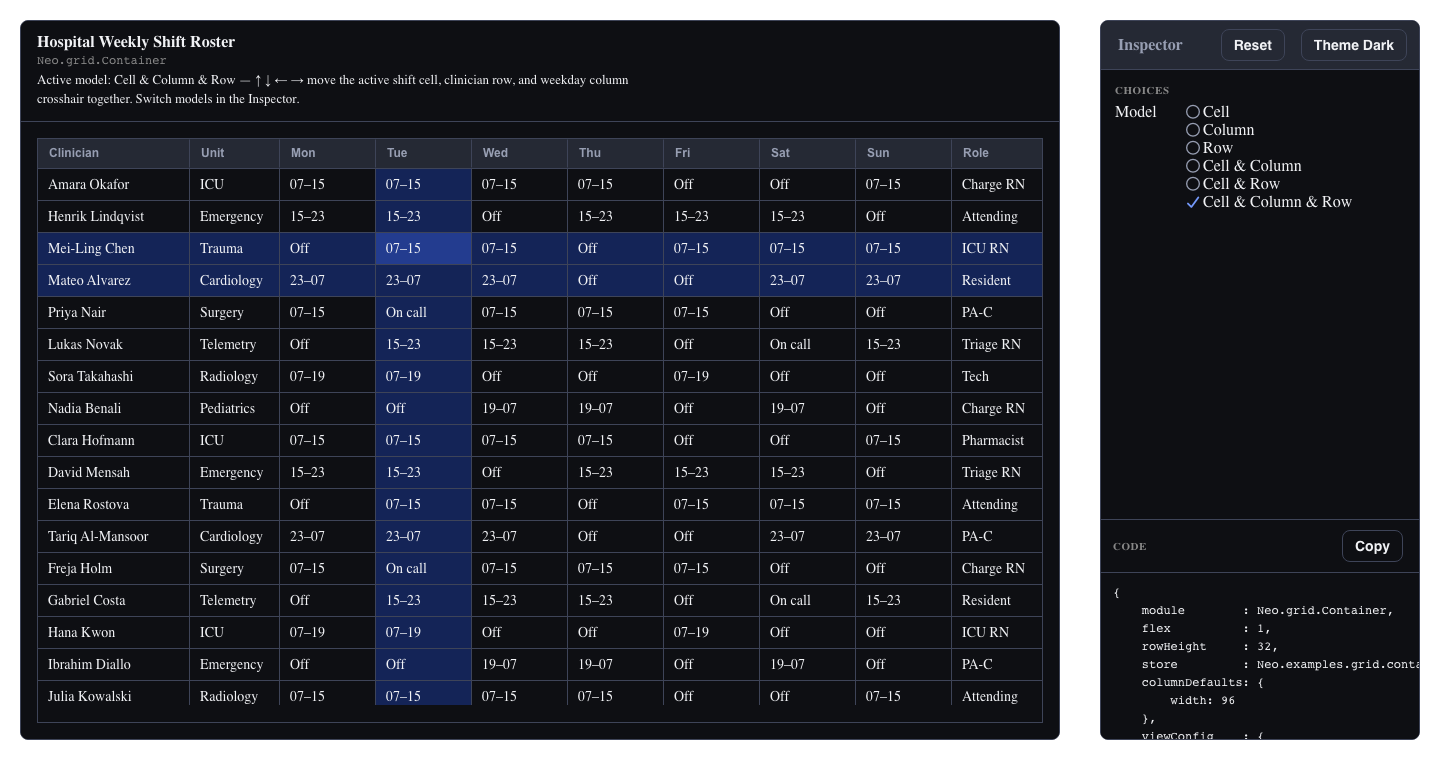 Hospital Weekly Shift Roster
Neo.grid.Container
Active model: Cell & Column & Row — ↑ ↓ ← → move the active shift cell, clinician row, and weekday column
crosshair together. Switch models in the Inspector.
Clinician Unit Mon Tue Wed Thu Fri Sat Sun Role
Amara Okafor ICU 07–15 07–15 07–15 07–15 Off Off 07–15 Charge RN
Henrik Lindqvist Emergency 15–23 15–23 Off 15–23 15–23 15–23 Off Attending
Mei-Ling Chen Trauma Off 07–15 07–15 Off 07–15 07–15 07–15 ICU RN
Mateo Alvarez Cardiology 23–07 23–07 23–07 Off Off 23–07 23–07 Resident
Priya Nair Surgery 07–15 On call 07–15 07–15 07–15 Off Off PA-C
Lukas Novak Telemetry Off 15–23 15–23 15–23 Off On call 15–23 Triage RN
Sora Takahashi Radiology 07–19 07–19 Off Off 07–19 Off Off Tech
Nadia Benali Pediatrics Off Off 19–07 19–07 Off 19–07 Off Charge RN
Clara Hofmann ICU 07–15 07–15 07–15 07–15 Off Off 07–15 Pharmacist
David Mensah Emergency 15–23 15–23 Off 15–23 15–23 15–23 Off Triage RN
Elena Rostova Trauma Off 07–15 07–15 Off 07–15 07–15 07–15 Attending
Tariq Al-Mansoor Cardiology 23–07 23–07 23–07 Off Off 23–07 23–07 PA-C
Freja Holm Surgery 07–15 On call 07–15 07–15 07–15 Off Off Charge RN
Gabriel Costa Telemetry Off 15–23 15–23 15–23 Off On call 15–23 Resident
Hana Kwon ICU 07–19 07–19 Off Off 07–19 Off Off ICU RN
Ibrahim Diallo Emergency Off Off 19–07 19–07 Off 19–07 Off PA-C
Julia Kowalski Radiology 07–15 07–15 07–15 07–15 Off Off 07–15 Attending
Inspector Reset Theme Dark
CHOICES
Model Cell
Column
Row
Cell & Column
Cell & Row
Cell & Column & Row
CODE Copy
{
module : Neo.grid.Container,
flex : 1,
rowHeight : 32,
store : Neo.examples.grid.conta
columnDefaults: {
width: 96
},
viewConfig : {